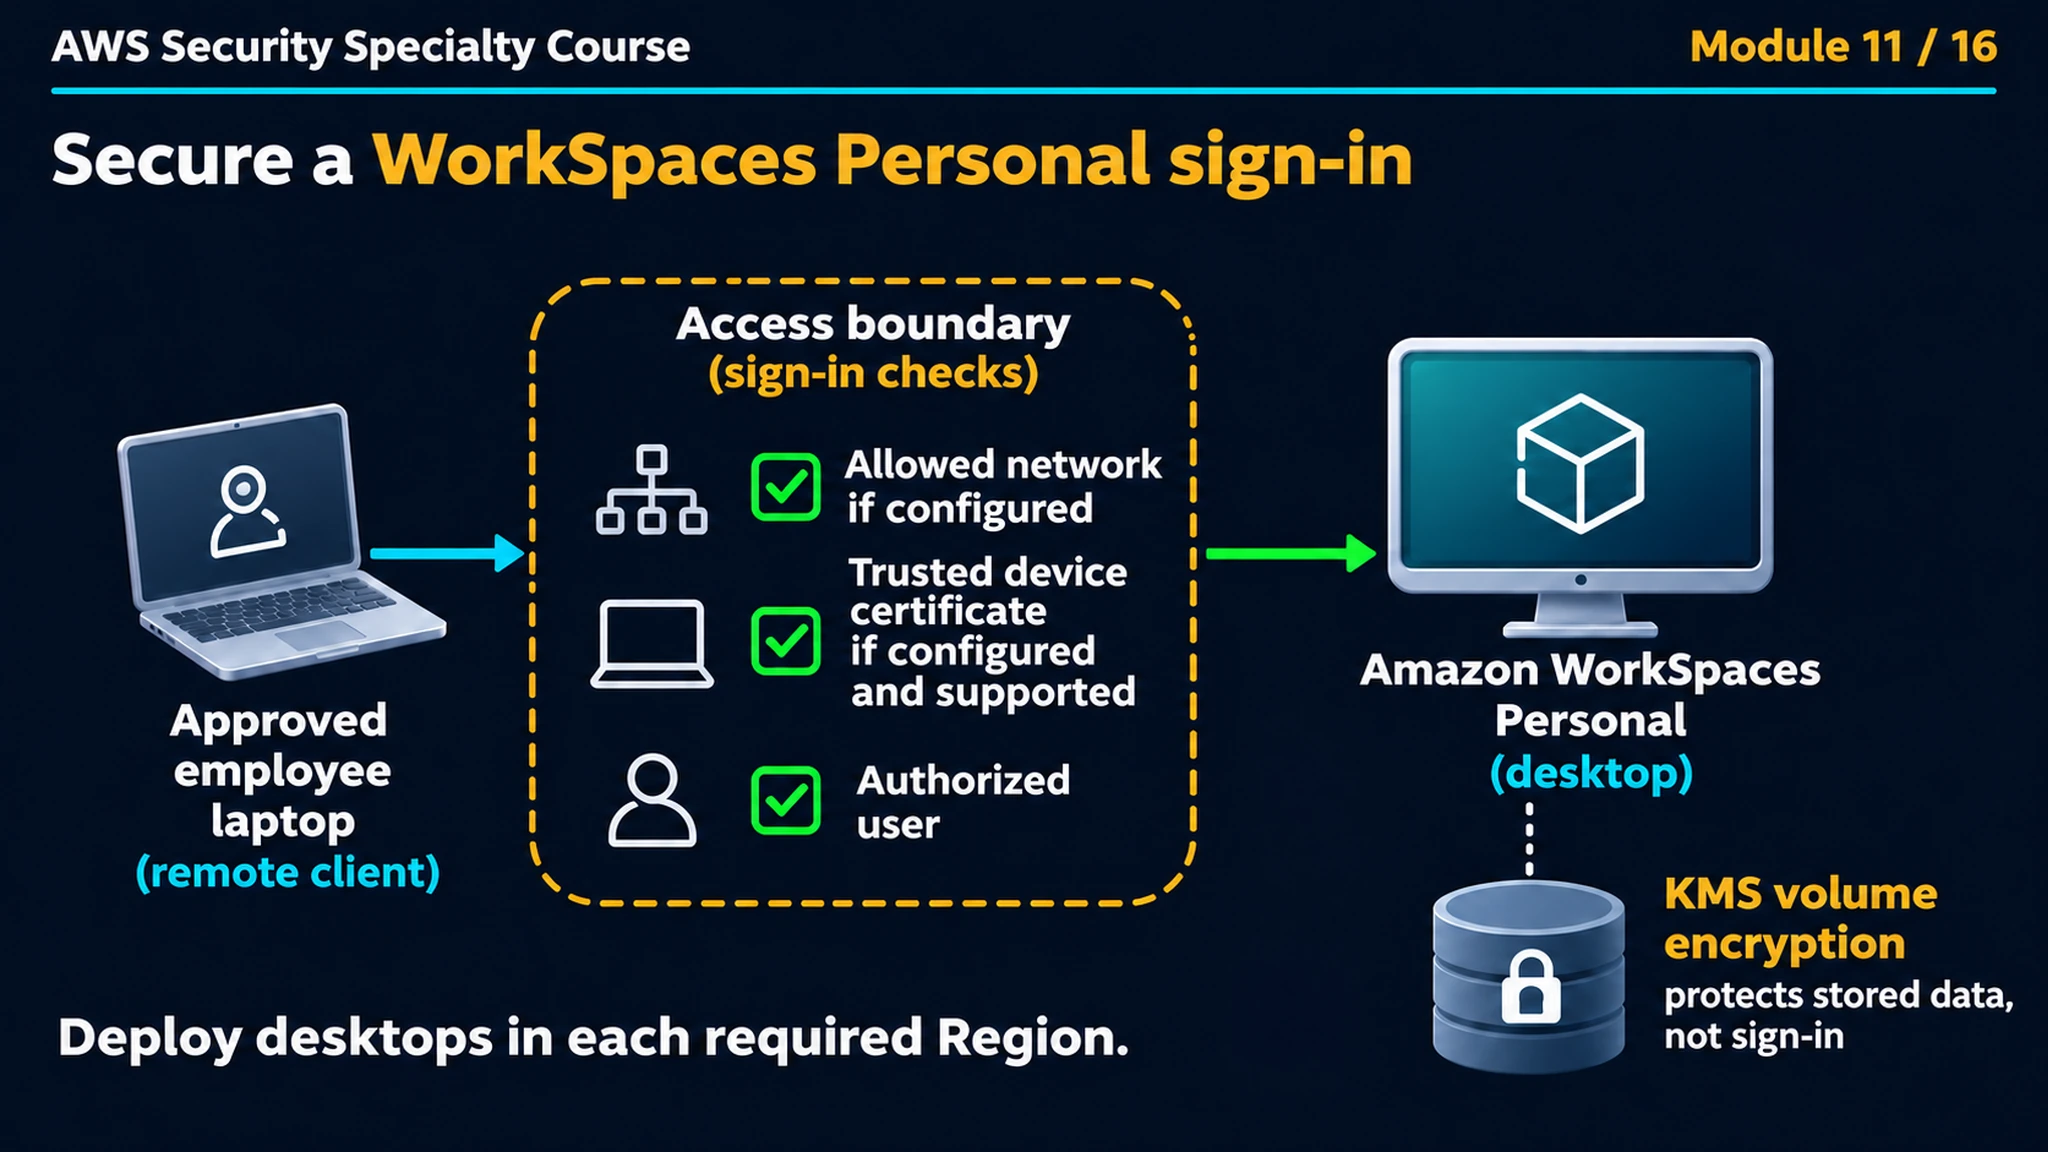 AWS Security Specialty Course
Module 11 / 16
Secure a WorkSpaces Personal sign-in
Access boundary
(sign-in checks)
Allowed network
if configured
Trusted device
certificate
if configured
and supported
Authorized
user
Approved
employee
laptop
(remote client)
Amazon WorkSpaces
Personal
(desktop)
KMS volume
encryption
protects stored data,
not sign-in
Deploy desktops in each required Region.